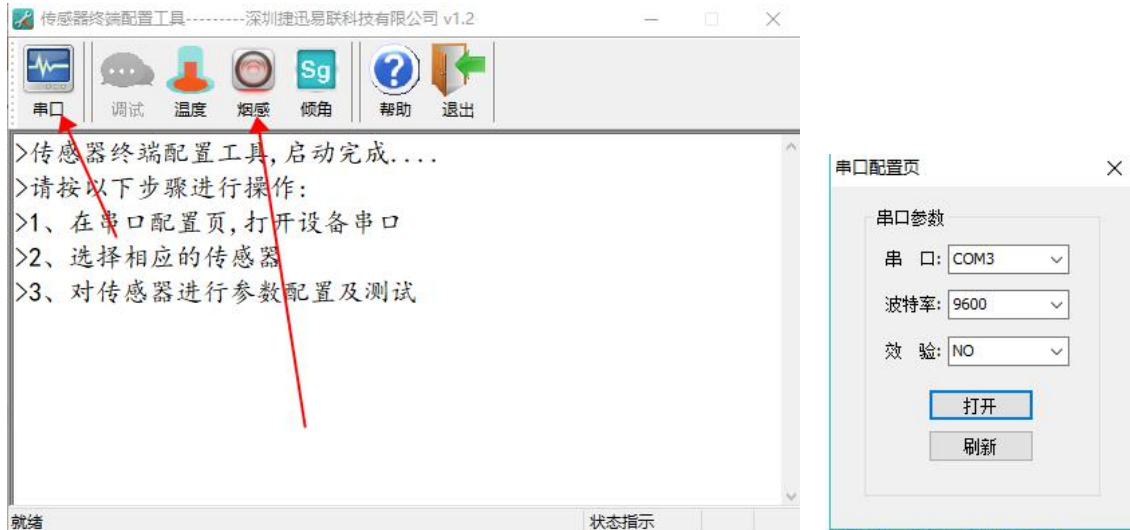 传感器终端配置工具---------深圳捷迅易联科技有限公司 v1.2
串口 调试 温度 烟感 Sg 倾角 帮助 退出
>传感器终端配置工具,启动完成....
>请按以下步骤进行操作:
>1、在串口配置页,打开设备串口
>2、选择相应的传感器
>3、对传感器进行参数配置及测试
就绪 状态指示
串口配置页
串口参数
串 口: COM3
波特率: 9600
效 验: NO
打开
刷新